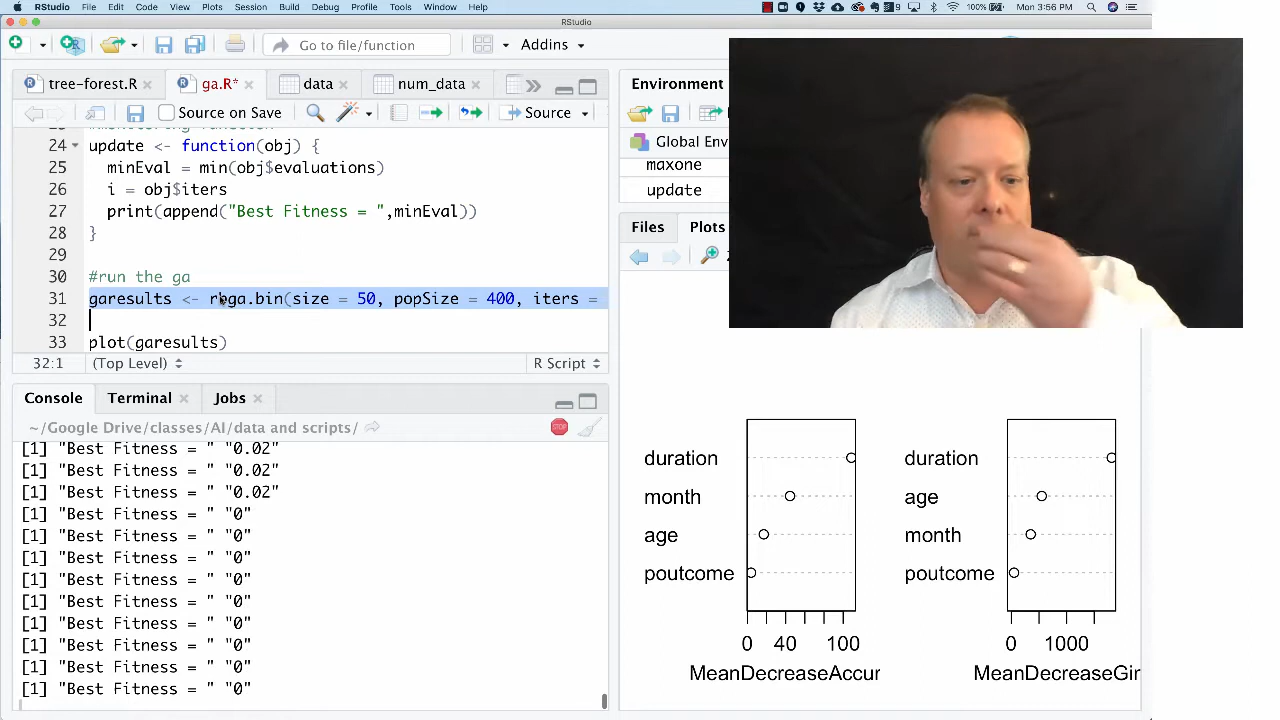 RStudio File Edit Code View Plots Session Build Debug Profile Tools Window Help 9 100% Mon 3:56 PM
RStudio
Go to file/function Addins
tree-forest.R ga.R* data num_data Environment
Source on Save Source
Global Env
24 update <- function(obj) { maxone
25 minEval = min(obj$evaluations)
26 i = obj$iters update
27 print(append("Best Fitness = ",minEval))
28 } Files Plots
29
30 #run the ga
31 garesults <- rbga.bin(size = 50, popSize = 400, iters =
32
33 plot(garesults)
32:1 (Top Level) R Script
Console Terminal Jobs
~/Google Drive/classes/AI/data and scripts/
[1] "Best Fitness = " "0.02"
[1] "Best Fitness = " "0.02"
[1] "Best Fitness = " "0.02"
[1] "Best Fitness = " "0"
[1] "Best Fitness = " "0"
[1] "Best Fitness = " "0"
[1] "Best Fitness = " "0"
[1] "Best Fitness = " "0"
[1] "Best Fitness = " "0"
[1] "Best Fitness = " "0"
[1] "Best Fitness = " "0"
[1] "Best Fitness = " "0"
STOP
duration duration
month age
age month
poutcome poutcome
0 40 100 0 1000
MeanDecreaseAccur MeanDecreaseGin